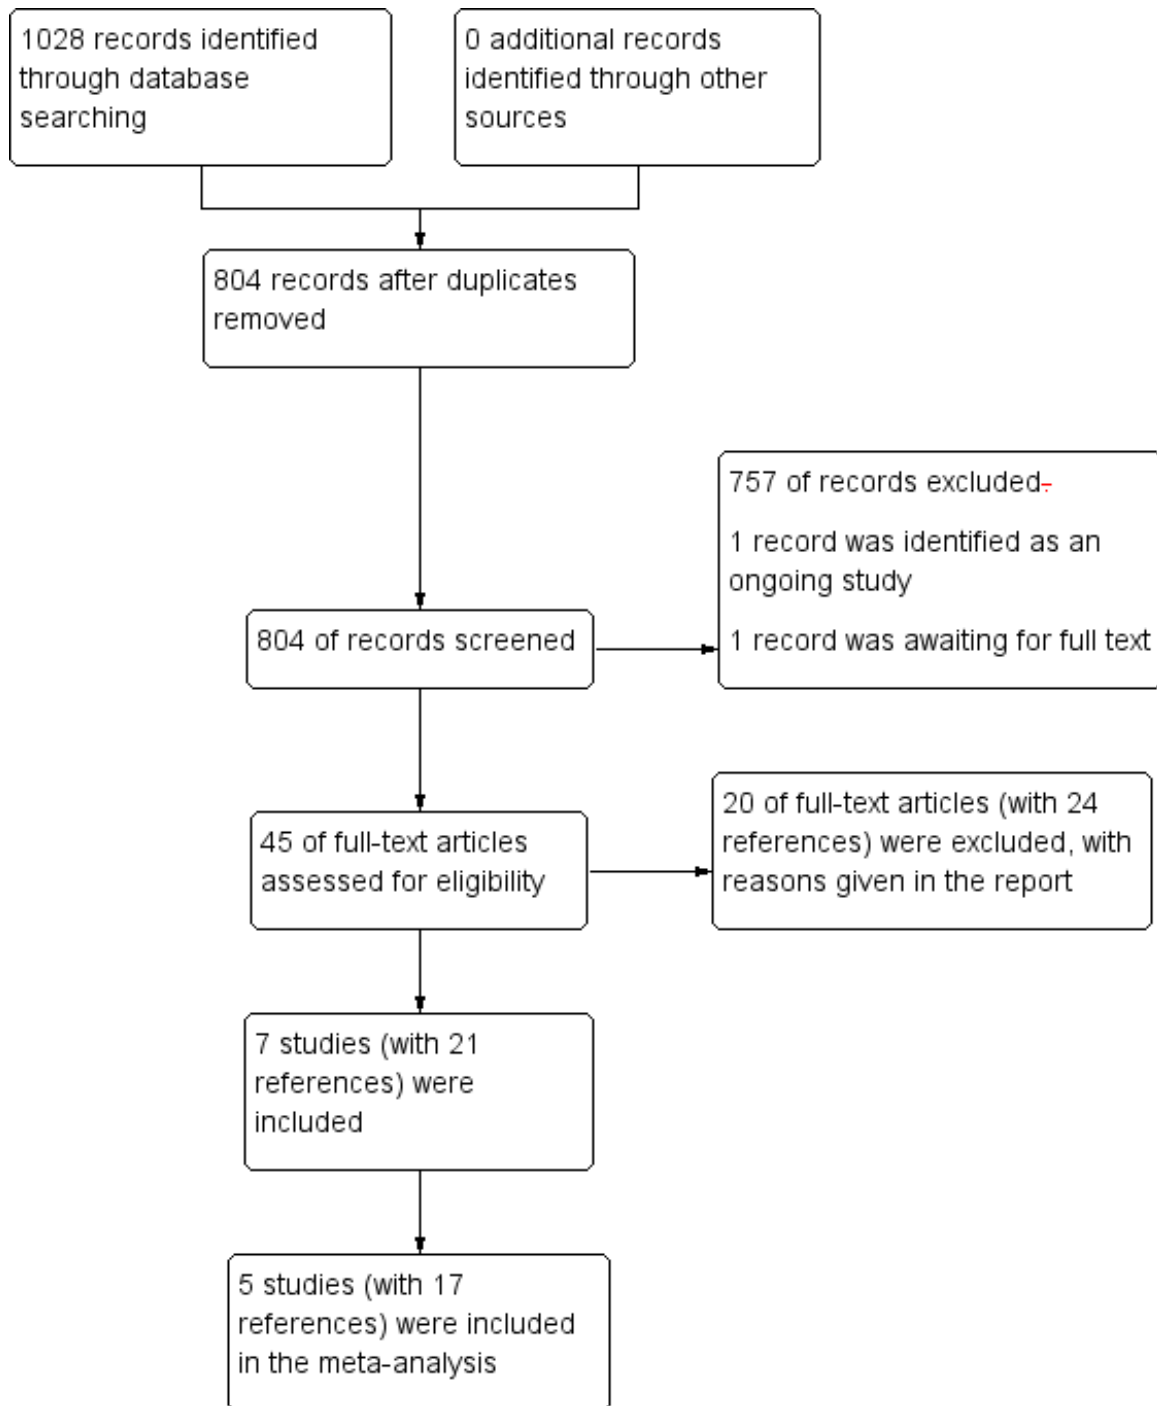 1028 records identified
through database
searching
0 additional records
identified through other
sources
804 records after duplicates
removed
757 of records excluded.
1 record was identified as an
ongoing study
1 record was awaiting for full text
804 of records screened
20 of full-text articles (with 24
references) were excluded, with
reasons given in the report
45 of full-text articles
assessed for eligibility
7 studies (with 21
references) were
included
5 studies (with 17
references) were included
in the meta-analysis